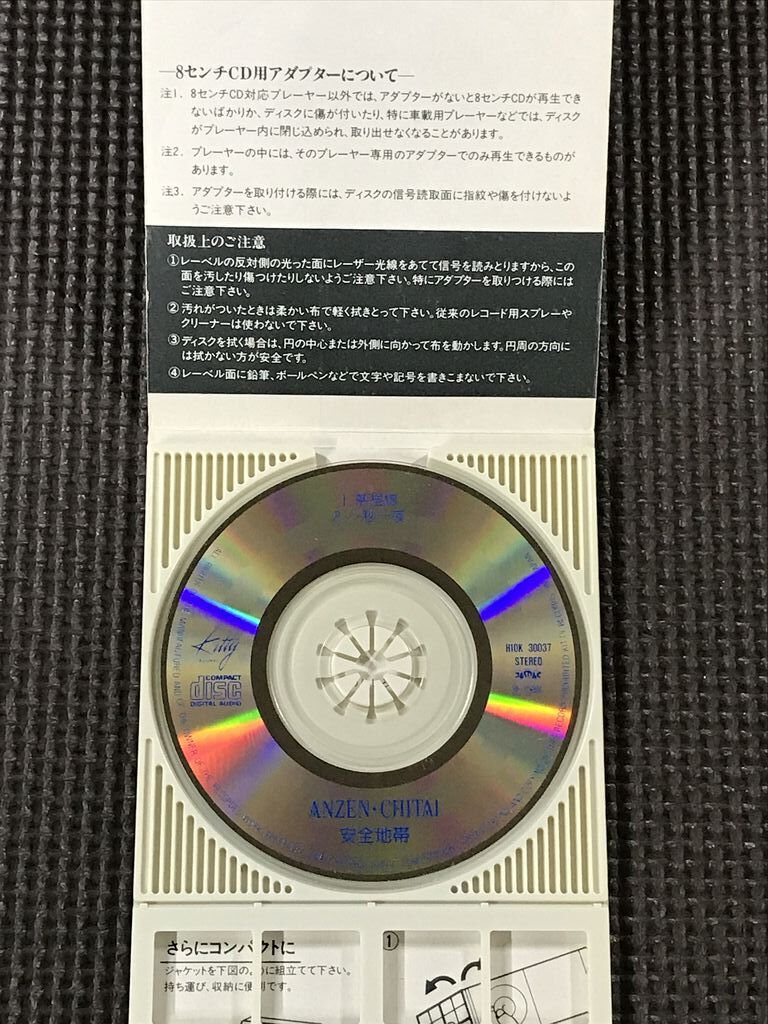 —8センチCD用アダプターについて—
注1. 8センチCD対応プレーヤー以外では、アダプターがないと8センチCDが再生でき
ないばかりか、ディスクに傷が付いたり、特に車載用プレーヤーなどでは、ディスク
がプレーヤー内に閉じ込められ、取り出せなくなることがあります。
注2. プレーヤーの中には、そのプレーヤー専用のアダプターでのみ再生できるものが
あります。
注3. アダプターを取り付ける際には、ディスクの信号読取面に指紋や傷を付けないよ
うご注意下さい。
取扱上のご注意
①レーベルの反対側の光った面にレーザー光線をあてて信号を読みとりますから、この
面を汚したり傷つけたりしないようご注意下さい。特にアダプターを取りつける際には
ご注意下さい。
②汚れがついたときは柔かい布で軽く拭きとって下さい。従来のレコード用スプレーや
クリーナーは使わないで下さい。
③ディスクを拭く場合は、円の中心または外側に向かって布を動かします。円周の方向に
は拭かない方が安全です。
④レーベル面に鉛筆、ボールペンなどで文字や記号を書きこまないで下さい。
Kitty
COMPACT
disc
DIGITAL AUDIO
H10K 30037
STEREO
ANZEN・CHITAI
安全地帯
さらにコンパクトに
ジャケットを下図の に組立てて下さい。
持ち運び、収納に便利です。
①